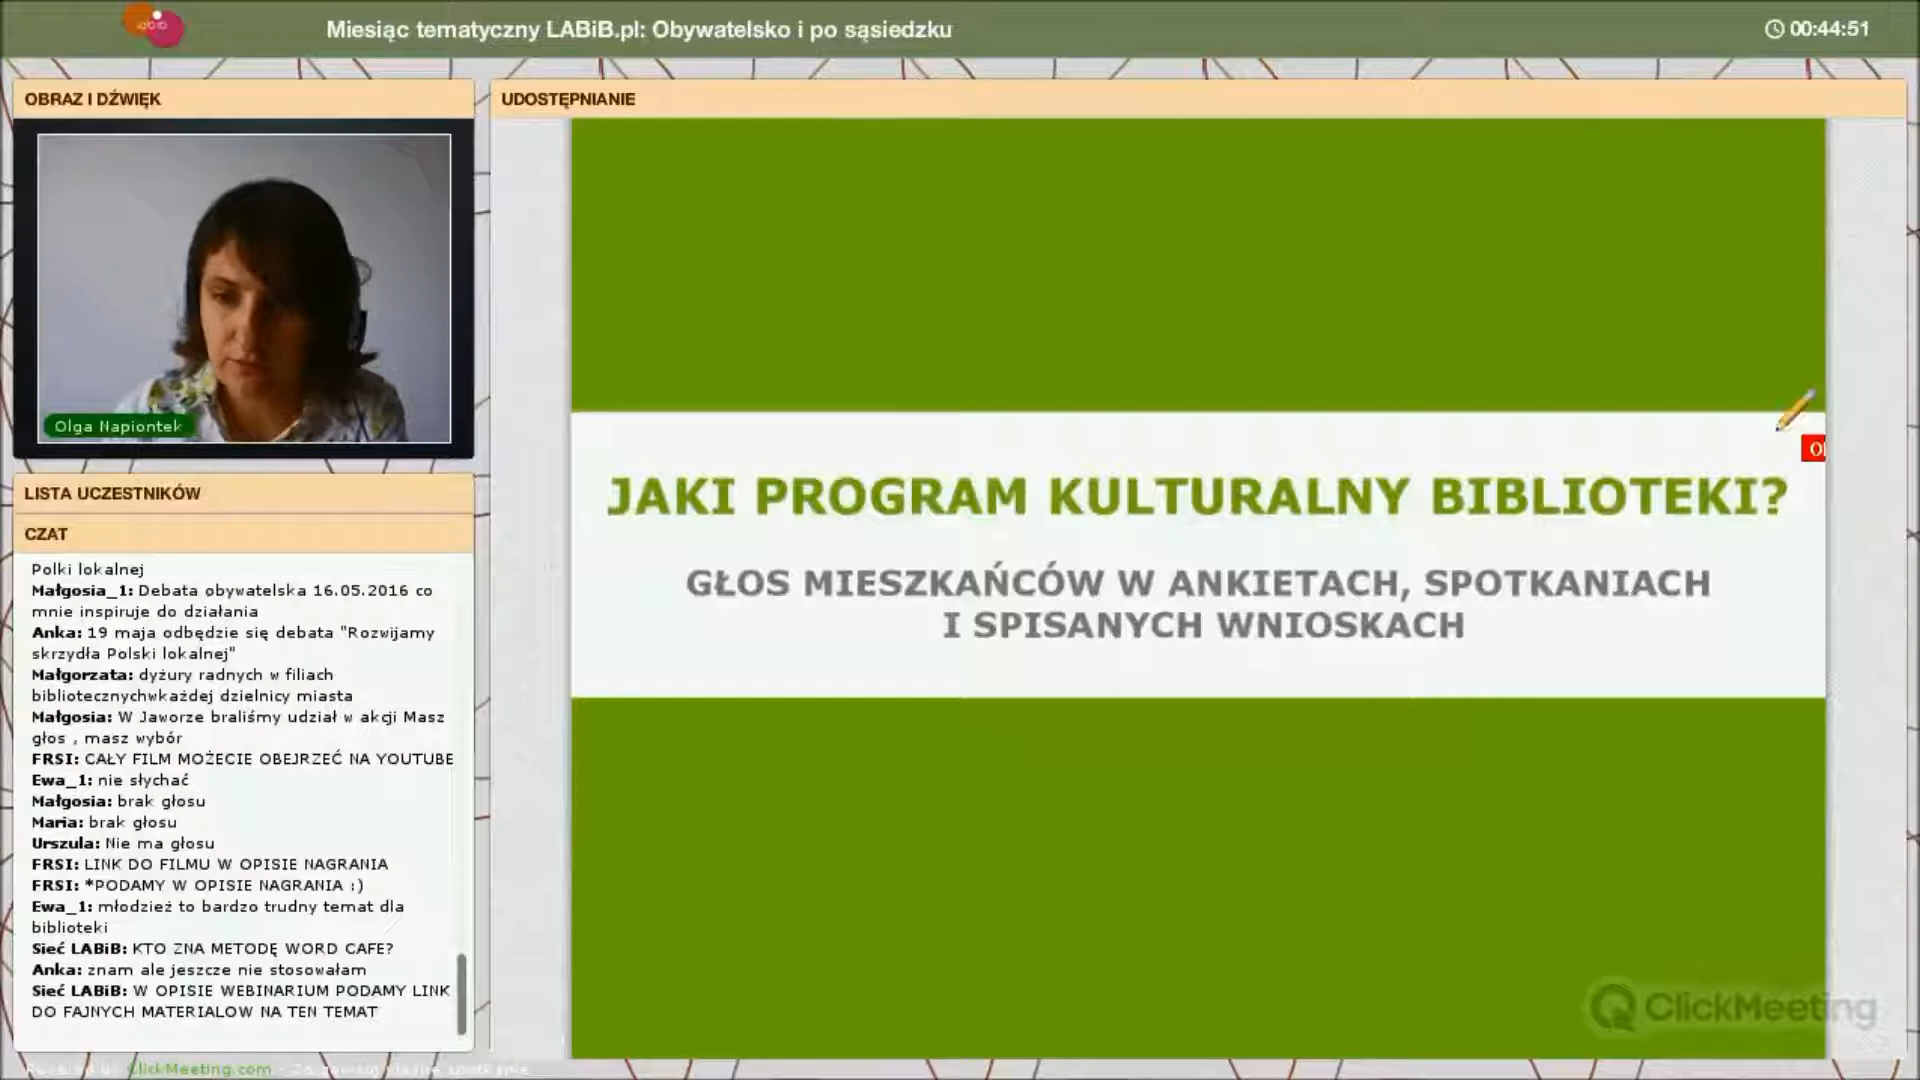 Miesiąc tematyczny LABiB.pl: Obywatelsko i po sąsiedzku
00:44:51
OBRAZ I DŹWIĘK
Olga Napiontek
LISTA UCZESTNIKÓW
CZAT
Polki lokalnej
Małgosia_1: Debata obywatelska 16.05.2016 co
mnie inspiruje do działania
Anka: 19 maja odbędzie się debata "Rozwijamy
skrzydła Polski lokalnej"
Małgorzata: dyżury radnych w filiach
bibliotecznychwkażdej dzielnicy miasta
Małgosia: W Jaworze braliśmy udział w akcji Masz
głos , masz wybór
FRSI: CAŁY FILM MOŻECIE OBEJRZEĆ NA YOUTUBE
Ewa_1: nie słychać
Małgosia: brak głosu
Maria: brak głosu
Urszula: Nie ma głosu
FRSI: LINK DO FILMU W OPISIE NAGRANIA
FRSI: *PODAMY W OPISIE NAGRANIA :)
Ewa_1: młodzież to bardzo trudny temat dla
biblioteki
Sieć LABiB: KTO ZNA METODĘ WORD CAFE?
Anka: znam ale jeszcze nie stosowałam
Sieć LABiB: W OPISIE WEBINARIUM PODAMY LINK
DO FAJNYCH MATERIALOW NA TEN TEMAT
UDOSTĘPNIANIE
JAKI PROGRAM KULTURALNY BIBLIOTEKI?
GŁOS MIESZKAŃCÓW W ANKIETACH, SPOTKANIACH
I SPISANYCH WNIOSKACH
ClickMeeting
Powered by ClickMeeting.com